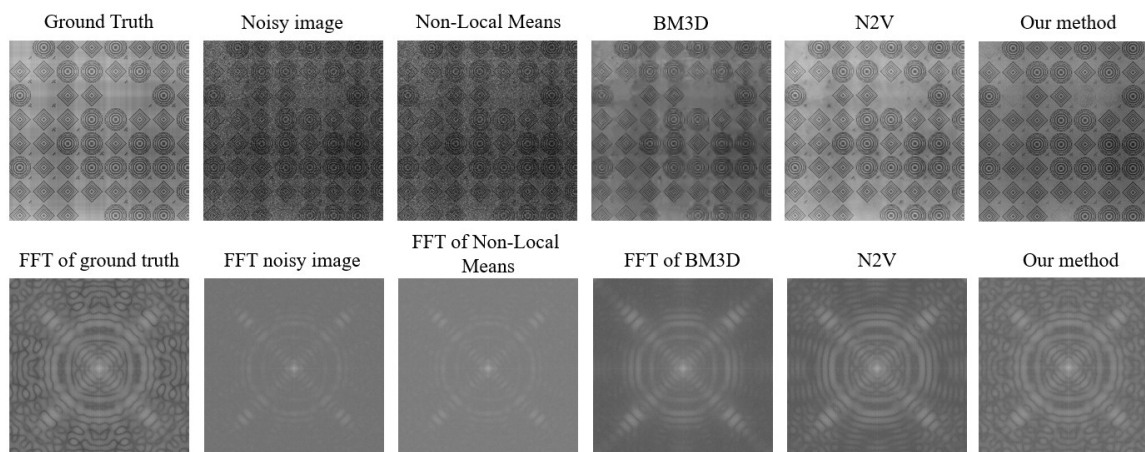 Ground Truth
Noisy image
Non-Local Means
BM3D
N2V
Our method
FFT of ground truth
FFT noisy image
FFT of Non-Local
Means
FFT of BM3D
N2V
Our method